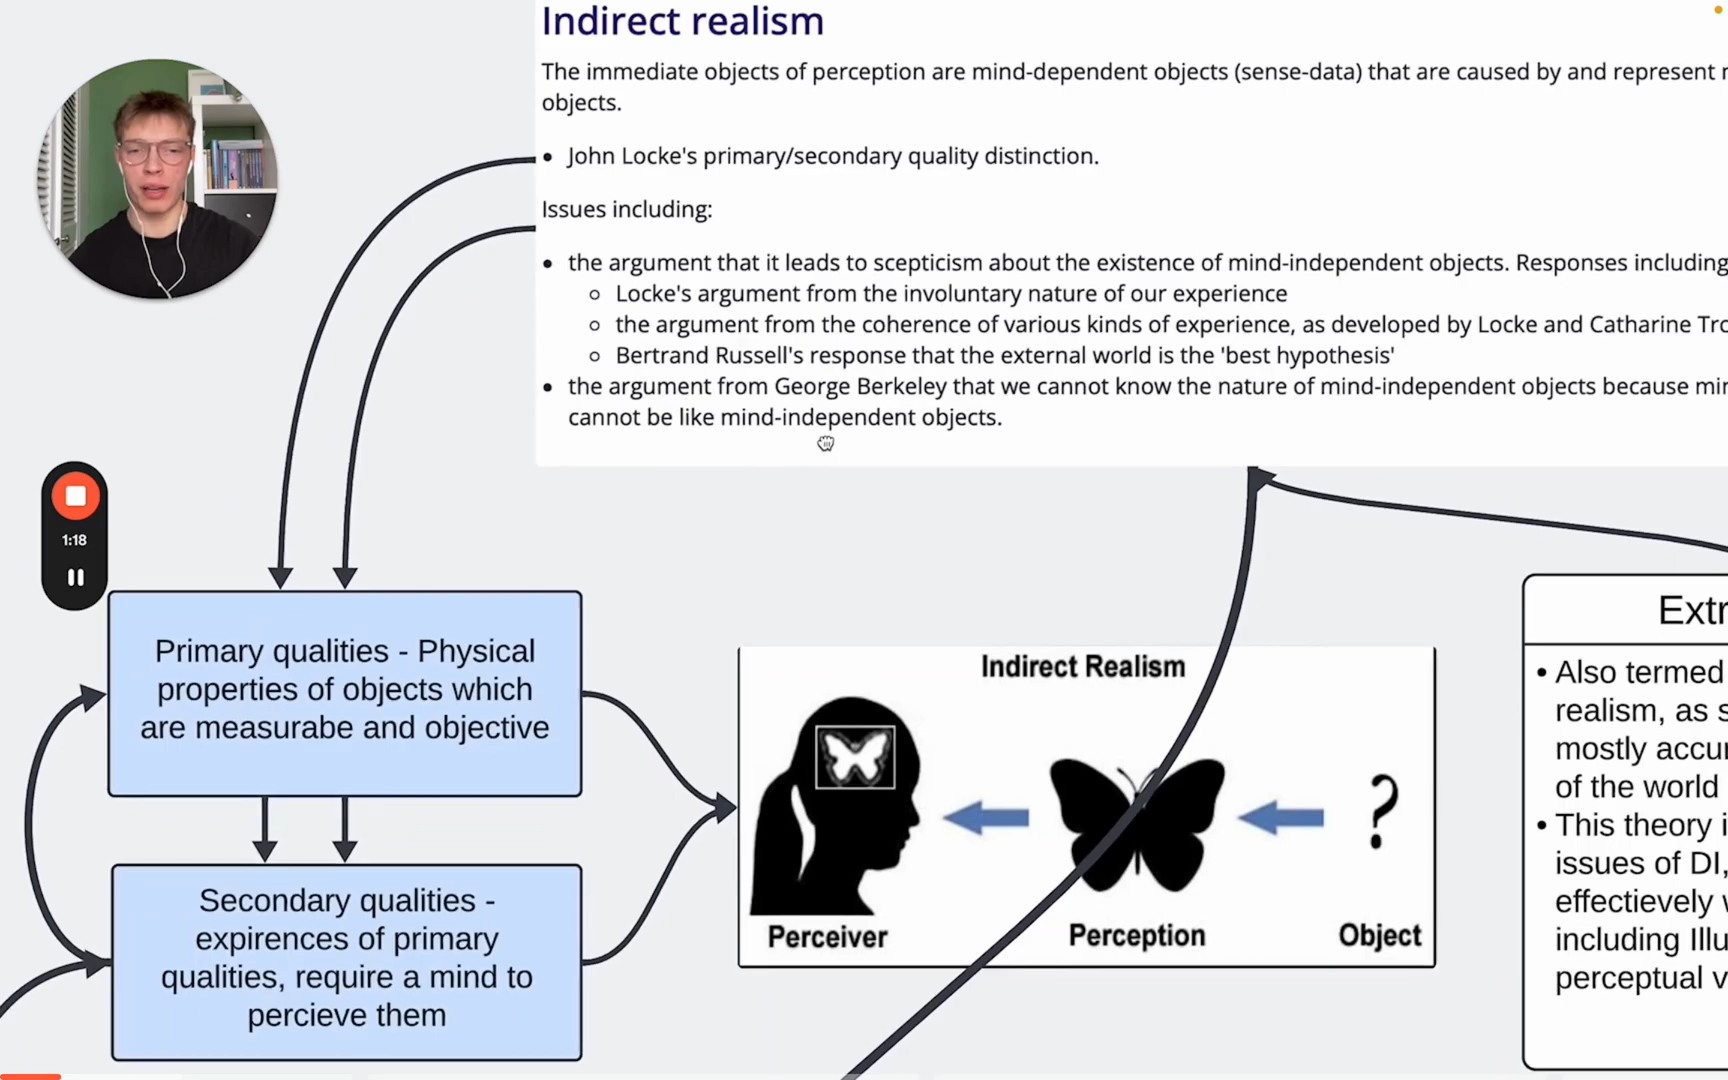 Indirect realism
The immediate objects of perception are mind-dependent objects (sense-data) that are caused by and represent
objects.
• John Locke's primary/secondary quality distinction.
Issues including:
• the argument that it leads to scepticism about the existence of mind-independent objects. Responses including
◦ Locke's argument from the involuntary nature of our experience
◦ the argument from the coherence of various kinds of experience, as developed by Locke and Catharine
◦ Bertrand Russell's response that the external world is the 'best hypothesis'
• the argument from George Berkeley that we cannot know the nature of mind-independent objects because
cannot be like mind-independent objects.
1:18
Primary qualities - Physical
properties of objects which
are measurabe and objective
Secondary qualities -
expirences of primary
qualities, require a mind to
percieve them
Indirect Realism
?
Perceiver
Perception
Object
• Also termed
realism, as
mostly
of the world
• This theory
issues of DI,
effectievely
including
perceptual